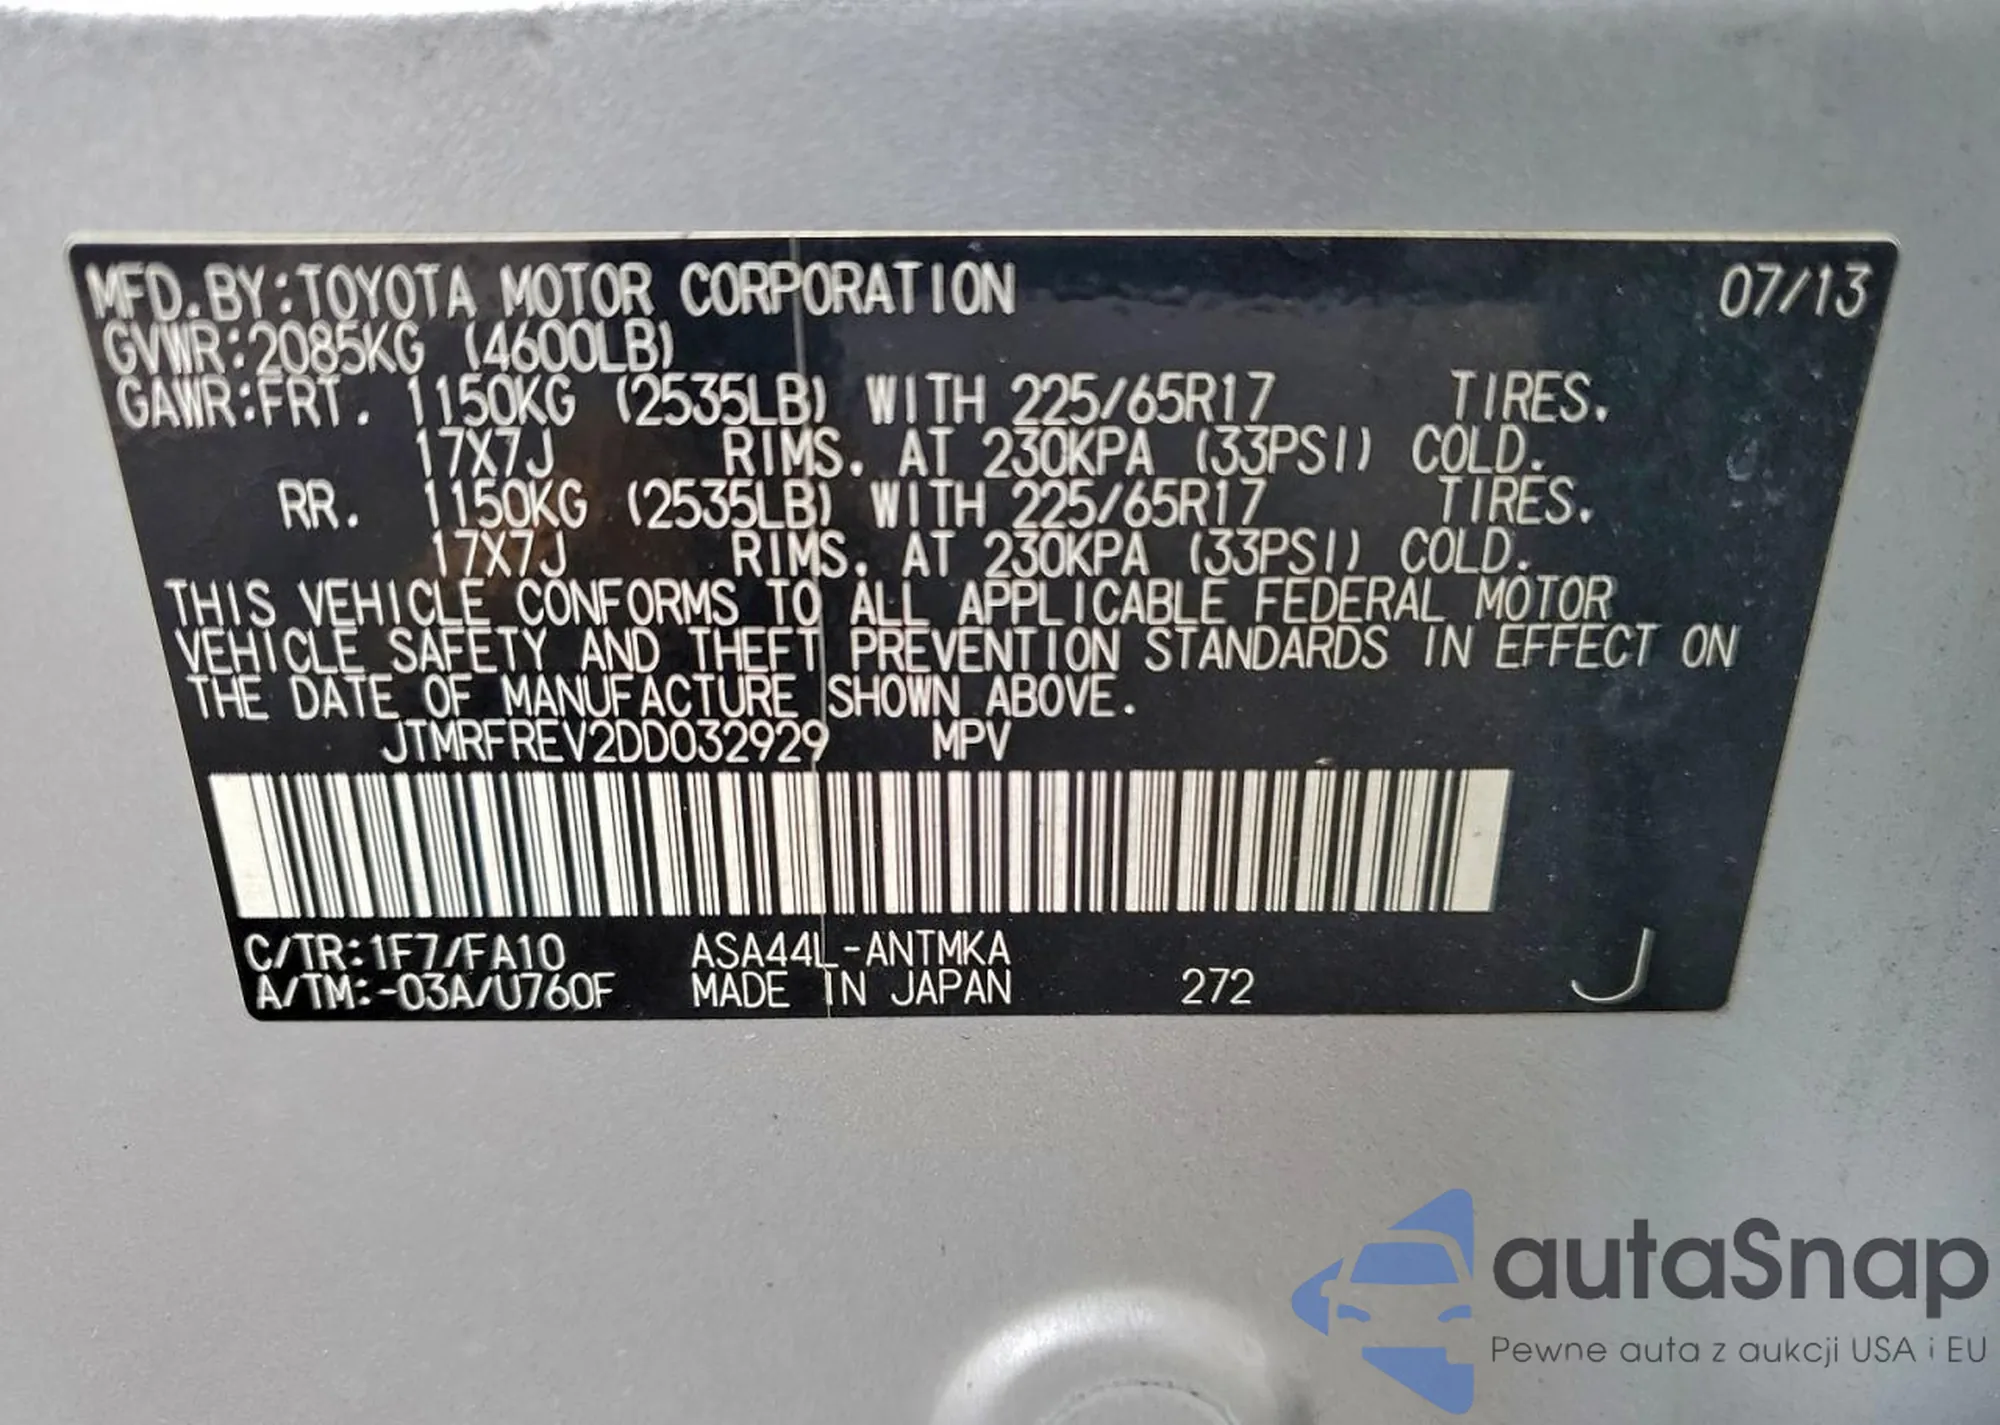 MFD.BY:TOYOTA MOTOR CORPORATION 07/13
GVWR:2085KG (4600LB)
GAWR:FRT. 1150KG (2535LB) WITH 225/65R17 TIRES.
17X7J RIMS. AT 230KPA (33PSI) COLD.
RR. 1150KG (2535LB) WITH 225/65R17 TIRES.
17X7J RIMS. AT 230KPA (33PSI) COLD.
THIS VEHICLE CONFORMS TO ALL APPLICABLE FEDERAL MOTOR
VEHICLE SAFETY AND THEFT PREVENTION STANDARDS IN EFFECT ON
THE DATE OF MANUFACTURE SHOWN ABOVE.
JTMRFREV2DD032929 MPV
C/TR:1F7/FA10 ASA44L-ANTMKA
A/TM:-03A/U760F MADE IN JAPAN 272 J
autaSnap
Pewne auta z aukcji USA i EU